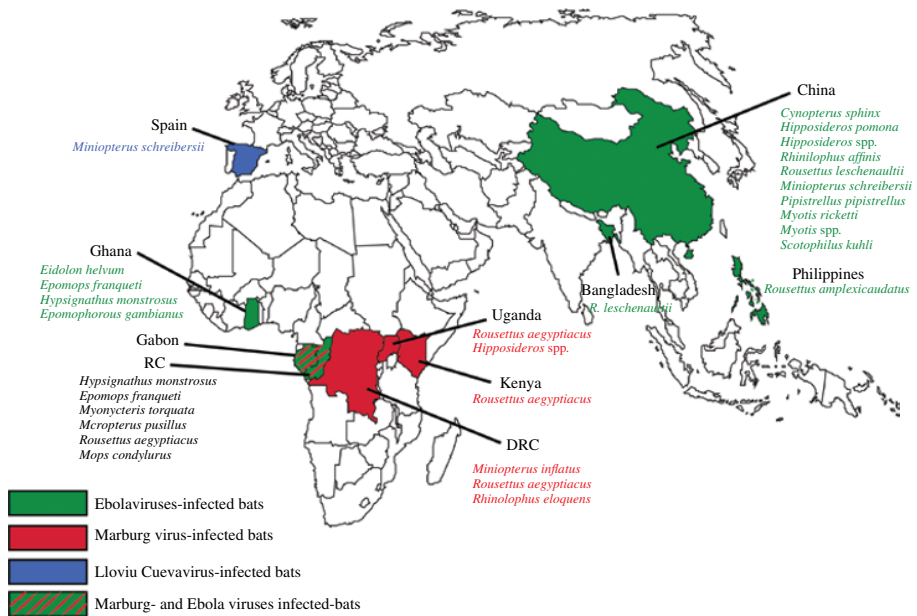 China
Cynopterus sphinx
Hipposideros pomona
Hipposideros spp.
Rhinilophus affinis
Rousettus leschenaultii
Miniopterus schreibersii
Pipistrellus pipistrellus
Myotis ricketti
Myotis spp.
Scotophilus kuhli
Spain
Miniopterus schreibersii
Ghana
Eidolon helvum
Epomops franqueti
Hypsignathus monstrosus
Epomophorous gambianus
Philippines
Rousettus amplexicaudatus
Bangladesh
R. leschenaultii
Uganda
Rousettus aegyptiacus
Hipposideros spp.
Gabon
RC
Hypsignathus monstrosus
Epomops franqueti
Myonycteris torquata
Mcropterus pusillus
Rousettus aegyptiacus
Mops condylurus
Kenya
Rousettus aegyptiacus
DRC
Miniopterus inflatus
Rousettus aegyptiacus
Rhinolophus eloquens
Ebolaviruses-infected bats
Marburg virus-infected bats
Lloviu Cuevavirus-infected bats
Marburg- and Ebola viruses infected-bats